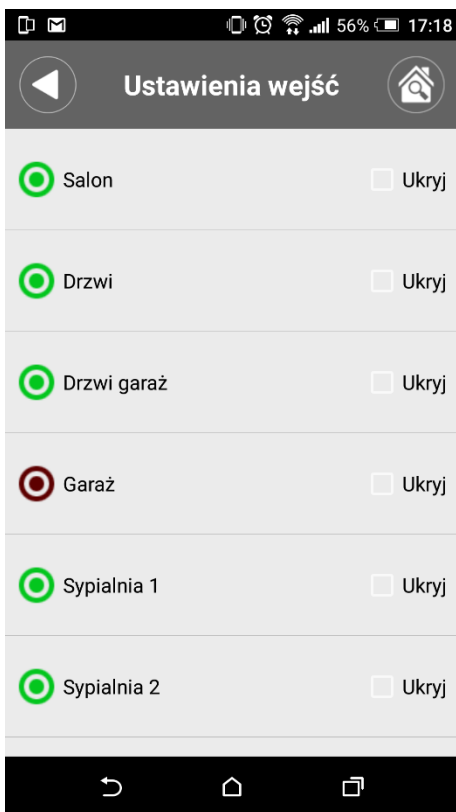 56% 17:18
Ustawienia wejść
Salon Ukryj
Drzwi Ukryj
Drzwi garaż Ukryj
Garaż Ukryj
Sypialnia 1 Ukryj
Sypialnia 2 Ukryj